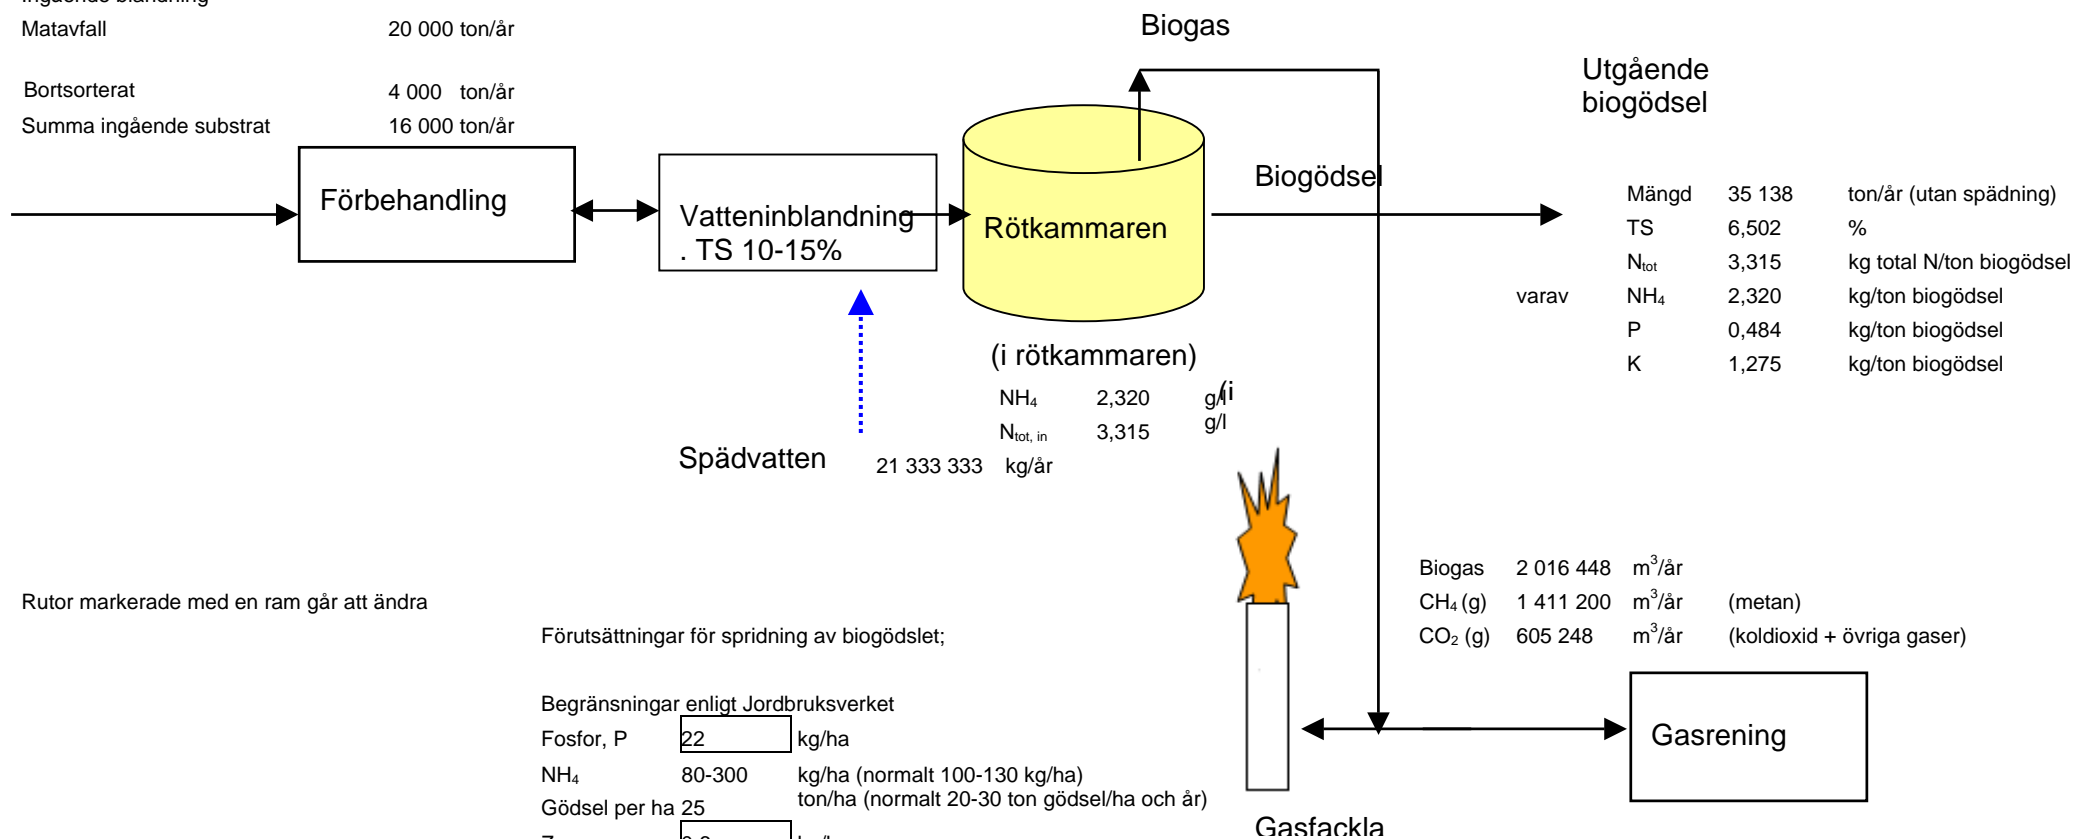 Ingående blandning
Matavfall 20 000 ton/år
Bortsorterat 4 000 ton/år
Summa ingående substrat 16 000 ton/år
Biogas
Utgående
biogödsel
Förbehandling
Vatteninblandning
. TS 10-15%
Rötkammaren
Biogödsel
Mängd 35 138 ton/år (utan spädning)
TS 6,502 %
Ntot 3,315 kg total N/ton biogödsel
varav NH4 2,320 kg/ton biogödsel
P 0,484 kg/ton biogödsel
K 1,275 kg/ton biogödsel
(i rötkammaren)
NH4 2,320 g/l
(i
Ntot, in 3,315 g/l
Spädvatten 21 333 333 kg/år
Biogas 2 016 448 m3/år
CH4 (g) 1 411 200 m3/år (metan)
CO2 (g) 605 248 m3/år (koldioxid + övriga gaser)
Rutor markerade med en ram går att ändra
Förutsättningar för spridning av biogödslet;
Begränsningar enligt Jordbruksverket
Fosfor, P 22 kg/ha
NH4 80-300 kg/ha (normalt 100-130 kg/ha)
Gödsel per ha 25 ton/ha (normalt 20-30 ton gödsel/ha och år)
Gasrening
Gasfackla